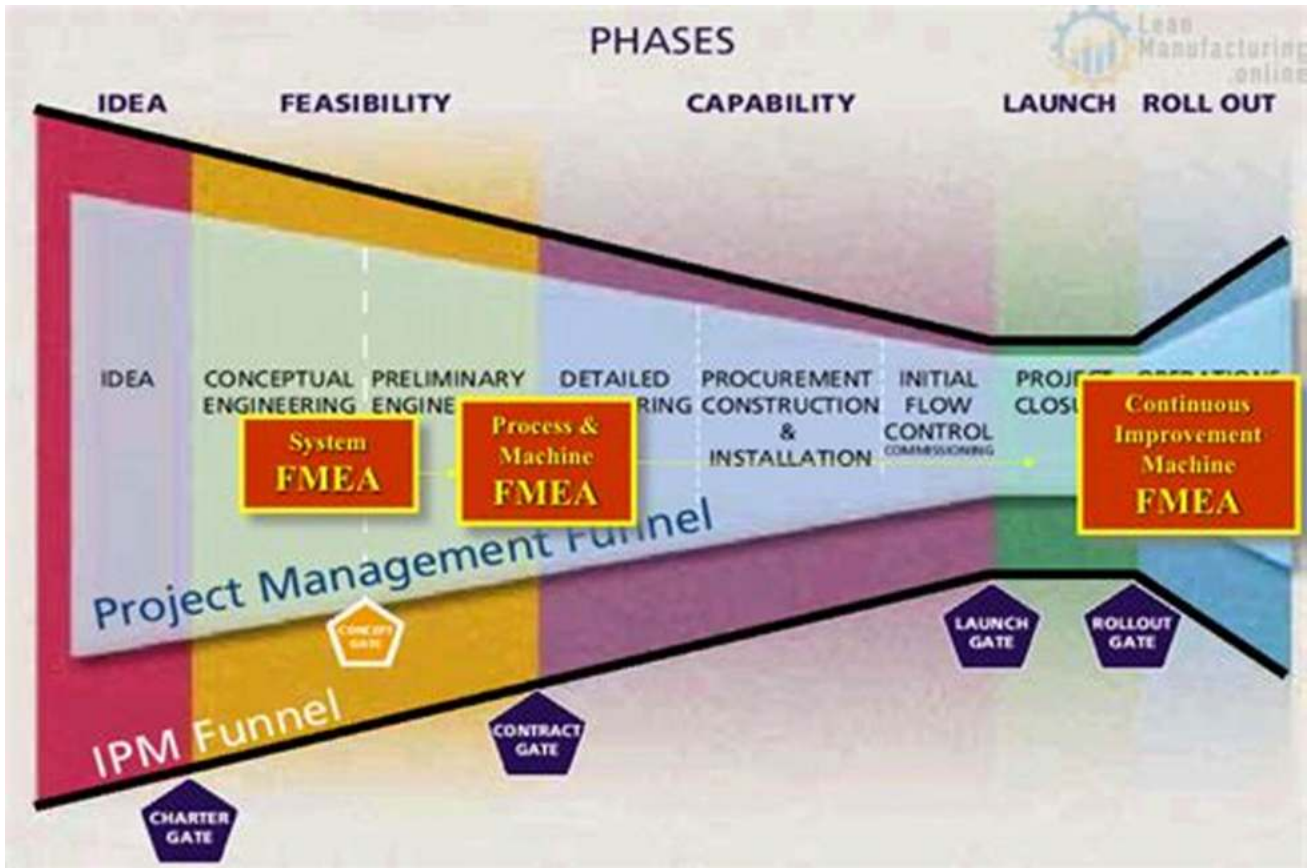 Lean
Manufacturing
.online
PHASES
IDEA
FEASIBILITY
CAPABILITY
LAUNCH
ROLL OUT
IDEA
CONCEPTUAL
ENGINEERING
PRELIMINARY
DETAILED
PROCUREMENT
CONSTRUCTION
&
INSTALLATION
INITIAL
FLOW
CONTROL
COMMISSIONING
PROJECT
System
FMEA
Process &
Machine
FMEA
Continuous
Improvement
Machine
FMEA
Project Management Funnel
IPM Funnel
CONCEPT
GATE
CHARTER
GATE
CONTRACT
GATE
LAUNCH
GATE
ROLLOUT
GATE